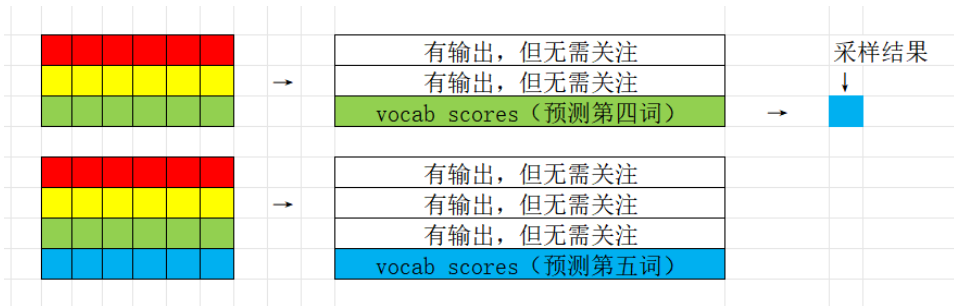 有输出，但无需关注
采样结果
有输出，但无需关注
→
↓
vocab scores（预测第四词）
→
有输出，但无需关注
有输出，但无需关注
→
有输出，但无需关注
vocab scores（预测第五词）